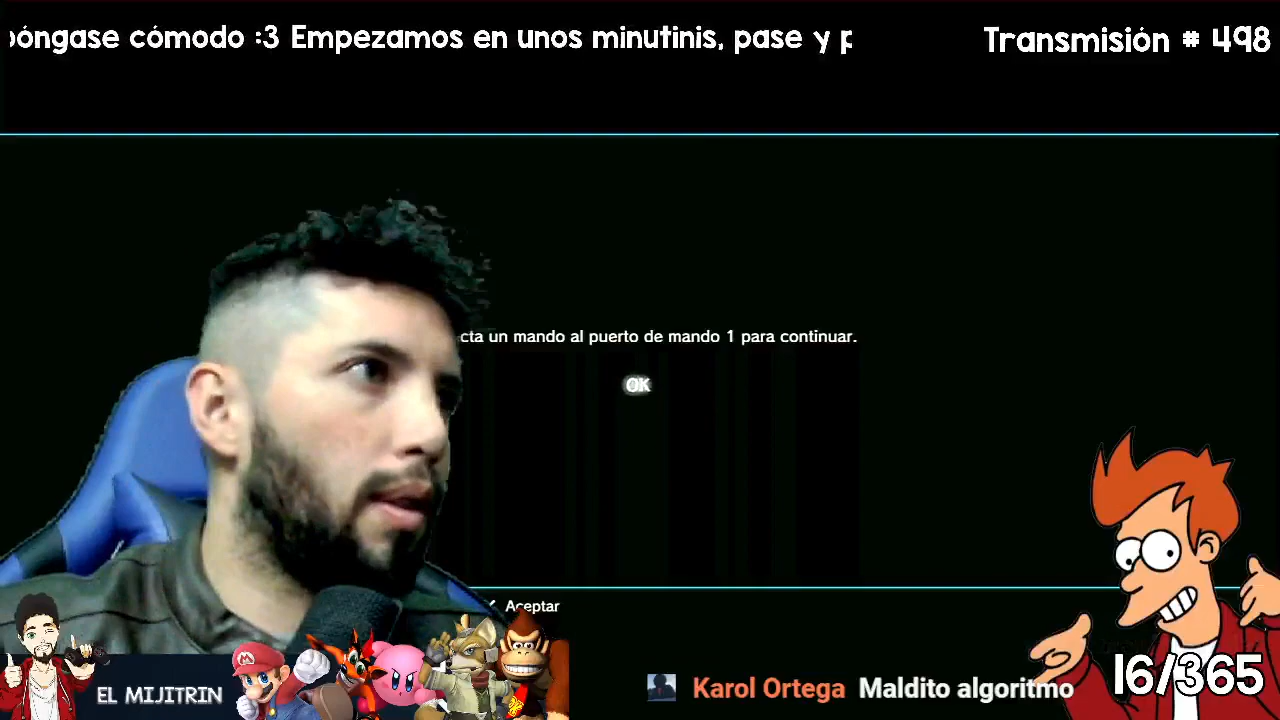 póngase cómodo :3 Empezamos en unos minutinis, pase y p
Transmisión # 498
cta un mando al puerto de mando 1 para continuar.
OK
Aceptar
EL MIJITRIN
Karol Ortega Maldito algoritmo
16/365